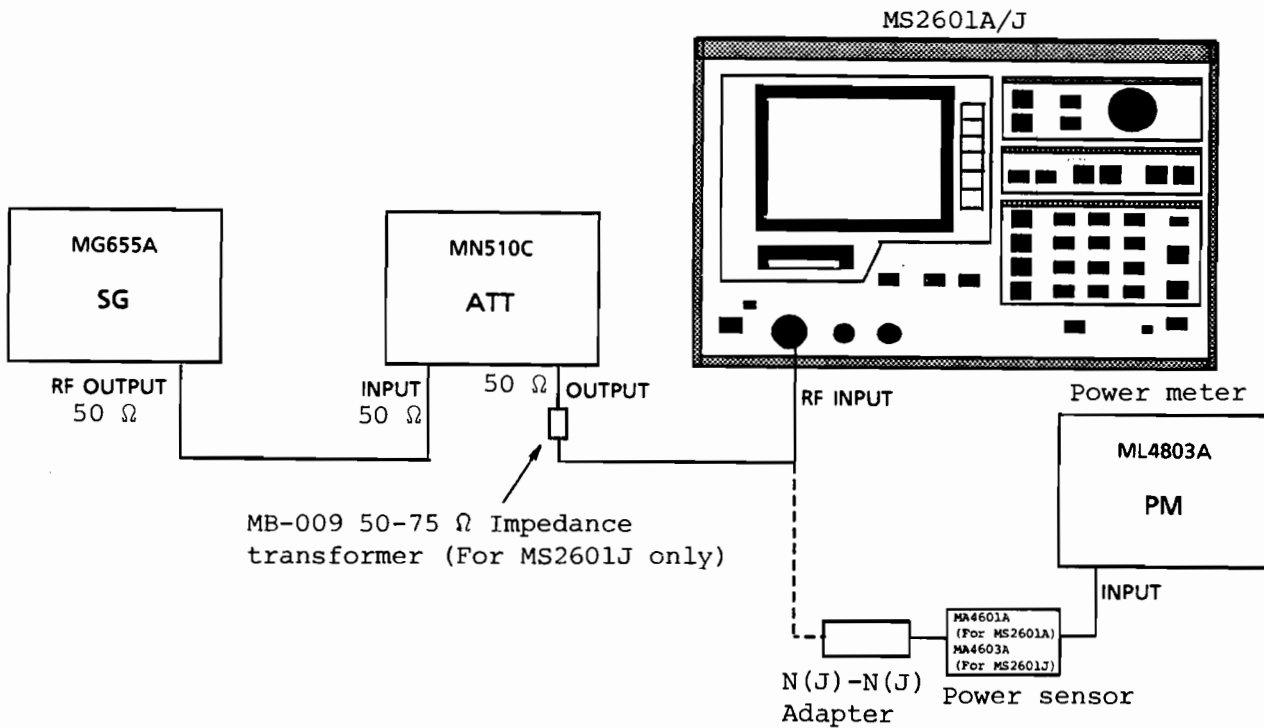 MS2601A/J
MG655A
SG
MN510C
ATT
RF OUTPUT
50 Ω
INPUT
50 Ω
50 Ω
OUTPUT
RF INPUT
Power meter
ML4803A
PM
MB-009 50-75 Ω Impedance
transformer (For MS2601J only)
INPUT
MA4601A
(For MS2601A)
MA4603A
(For MS2601J)
N(J)-N(J)
Adapter
Power sensor